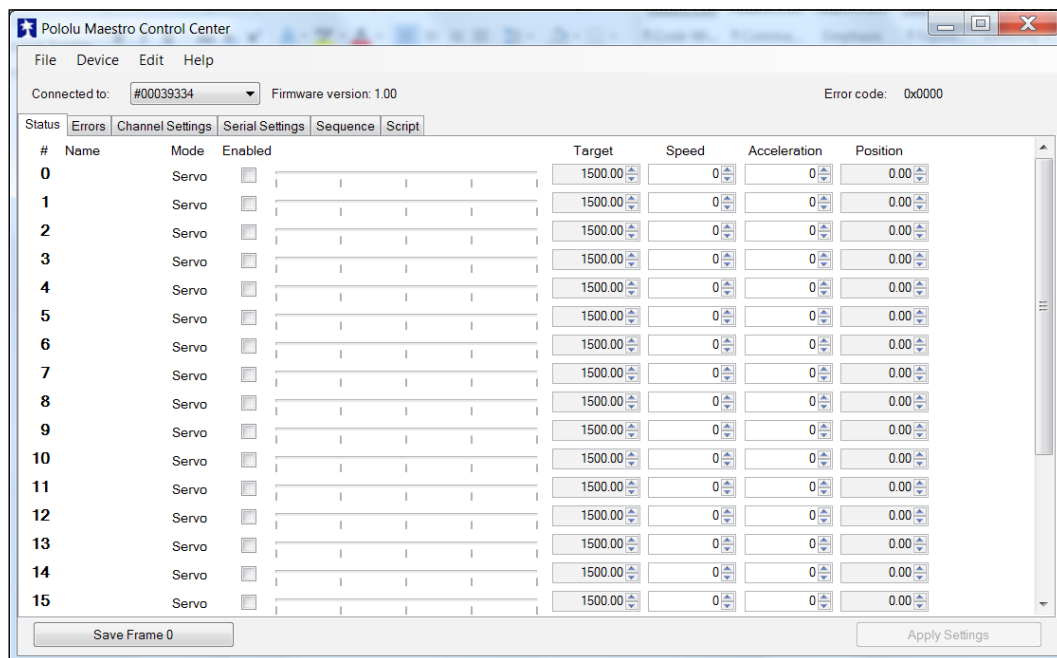 Pololu Maestro Control Center
File Device Edit Help
Connected to: #00039334 Firmware version: 1.00 Error code: 0x0000
Status Errors Channel Settings Serial Settings Sequence Script
# Name Mode Enabled Target Speed Acceleration Position
0 Servo 1500.00 0 0 0.00
1 Servo 1500.00 0 0 0.00
2 Servo 1500.00 0 0 0.00
3 Servo 1500.00 0 0 0.00
4 Servo 1500.00 0 0 0.00
5 Servo 1500.00 0 0 0.00
6 Servo 1500.00 0 0 0.00
7 Servo 1500.00 0 0 0.00
8 Servo 1500.00 0 0 0.00
9 Servo 1500.00 0 0 0.00
10 Servo 1500.00 0 0 0.00
11 Servo 1500.00 0 0 0.00
12 Servo 1500.00 0 0 0.00
13 Servo 1500.00 0 0 0.00
14 Servo 1500.00 0 0 0.00
15 Servo 1500.00 0 0 0.00
Save Frame 0 Apply Settings